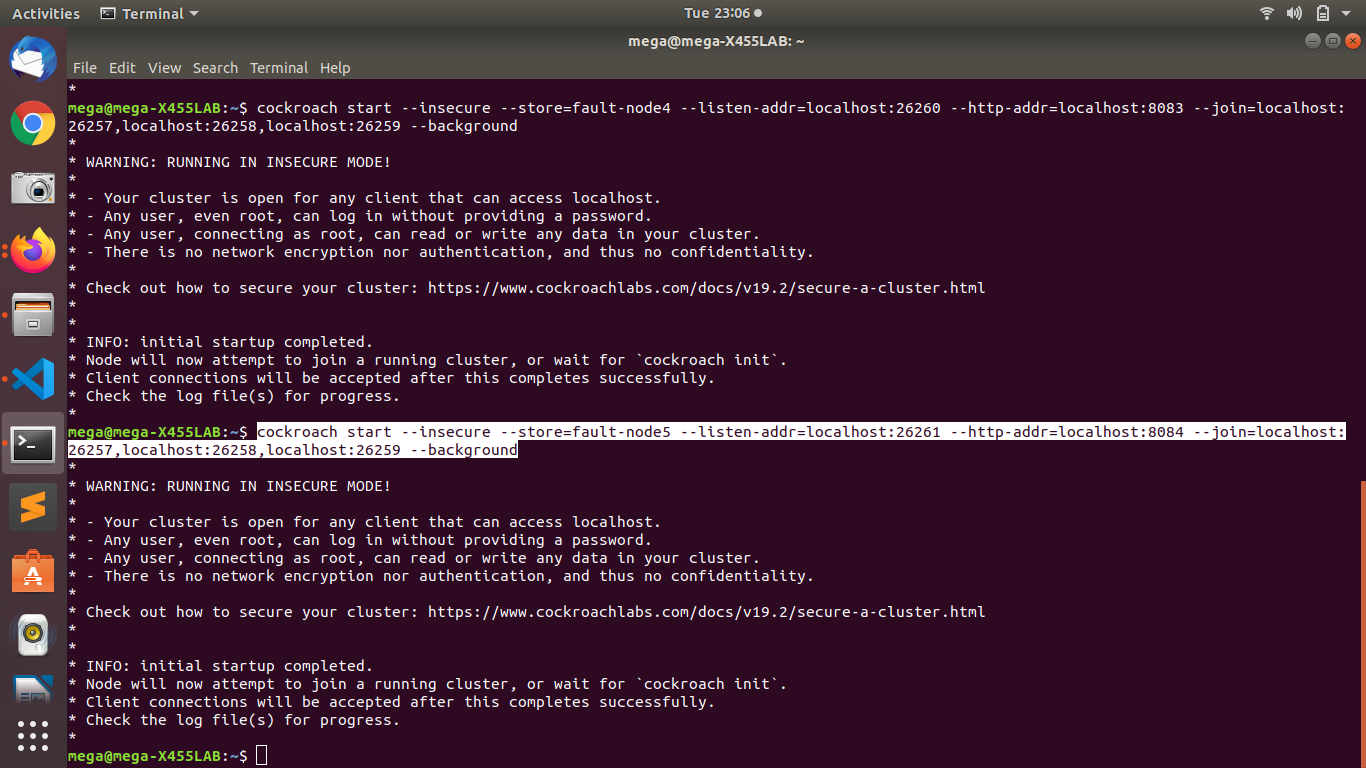 Activities Terminal Tue 23:06
mega@mega-X455LAB: ~
File Edit View Search Terminal Help
*
mega@mega-X455LAB:~$ cockroach start --insecure --store=fault-node4 --listen-addr=localhost:26260 --http-addr=localhost:8083 --join=localhost:
26257,localhost:26258,localhost:26259 --background
*
* WARNING: RUNNING IN INSECURE MODE!
*
* - Your cluster is open for any client that can access localhost.
* - Any user, even root, can log in without providing a password.
* - Any user, connecting as root, can read or write any data in your cluster.
* - There is no network encryption nor authentication, and thus no confidentiality.
*
* Check out how to secure your cluster: https://www.cockroachlabs.com/docs/v19.2/secure-a-cluster.html
*
*
* INFO: initial startup completed.
* Node will now attempt to join a running cluster, or wait for `cockroach init`.
* Client connections will be accepted after this completes successfully.
* Check the log file(s) for progress.
*
mega@mega-X455LAB:~$ cockroach start --insecure --store=fault-node5 --listen-addr=localhost:26261 --http-addr=localhost:8084 --join=localhost:
26257,localhost:26258,localhost:26259 --background
*
* WARNING: RUNNING IN INSECURE MODE!
*
* - Your cluster is open for any client that can access localhost.
* - Any user, even root, can log in without providing a password.
* - Any user, connecting as root, can read or write any data in your cluster.
* - There is no network encryption nor authentication, and thus no confidentiality.
*
* Check out how to secure your cluster: https://www.cockroachlabs.com/docs/v19.2/secure-a-cluster.html
*
*
* INFO: initial startup completed.
* Node will now attempt to join a running cluster, or wait for `cockroach init`.
* Client connections will be accepted after this completes successfully.
* Check the log file(s) for progress.
*
mega@mega-X455LAB:~$